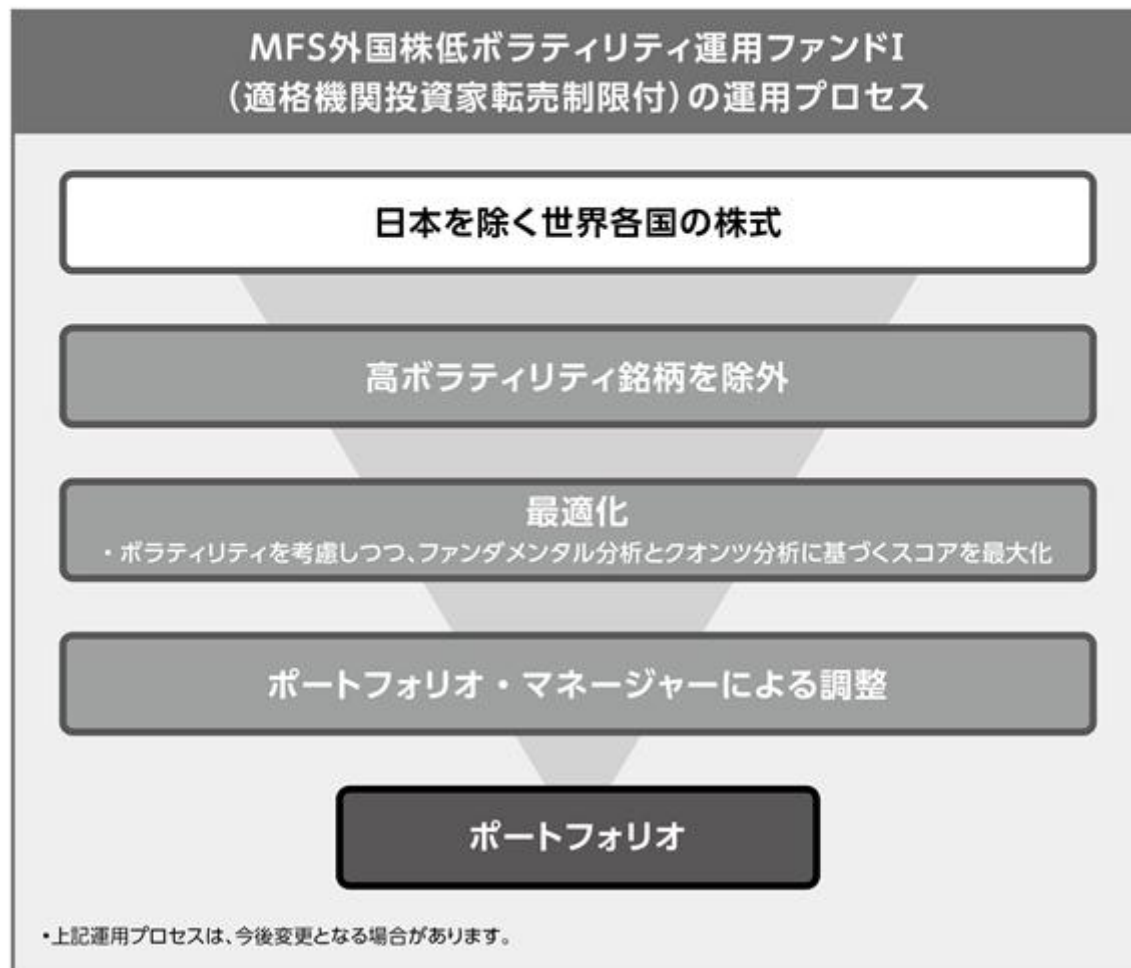 MFS外国株低ボラティリティ運用ファンドI
(適格機関投資家転売制限付)の運用プロセス
日本を除く世界各国の株式
高ボラティリティ銘柄を除外
最適化
・ボラティリティを考慮しつつ、ファンダメンタル分析とクオンツ分析に基づくスコアを最大化
ポートフォリオ・マネージャーによる調整
ポートフォリオ
・上記運用プロセスは、今後変更となる場合があります。